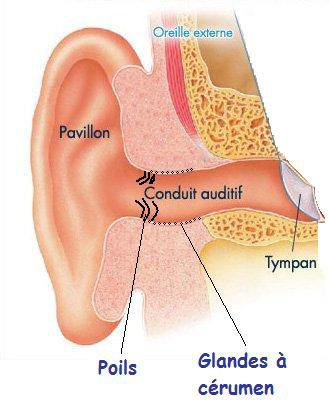 Oreille externe
Pavillon
Conduit auditif
Tympan
Poils
Glandes à
cérumen